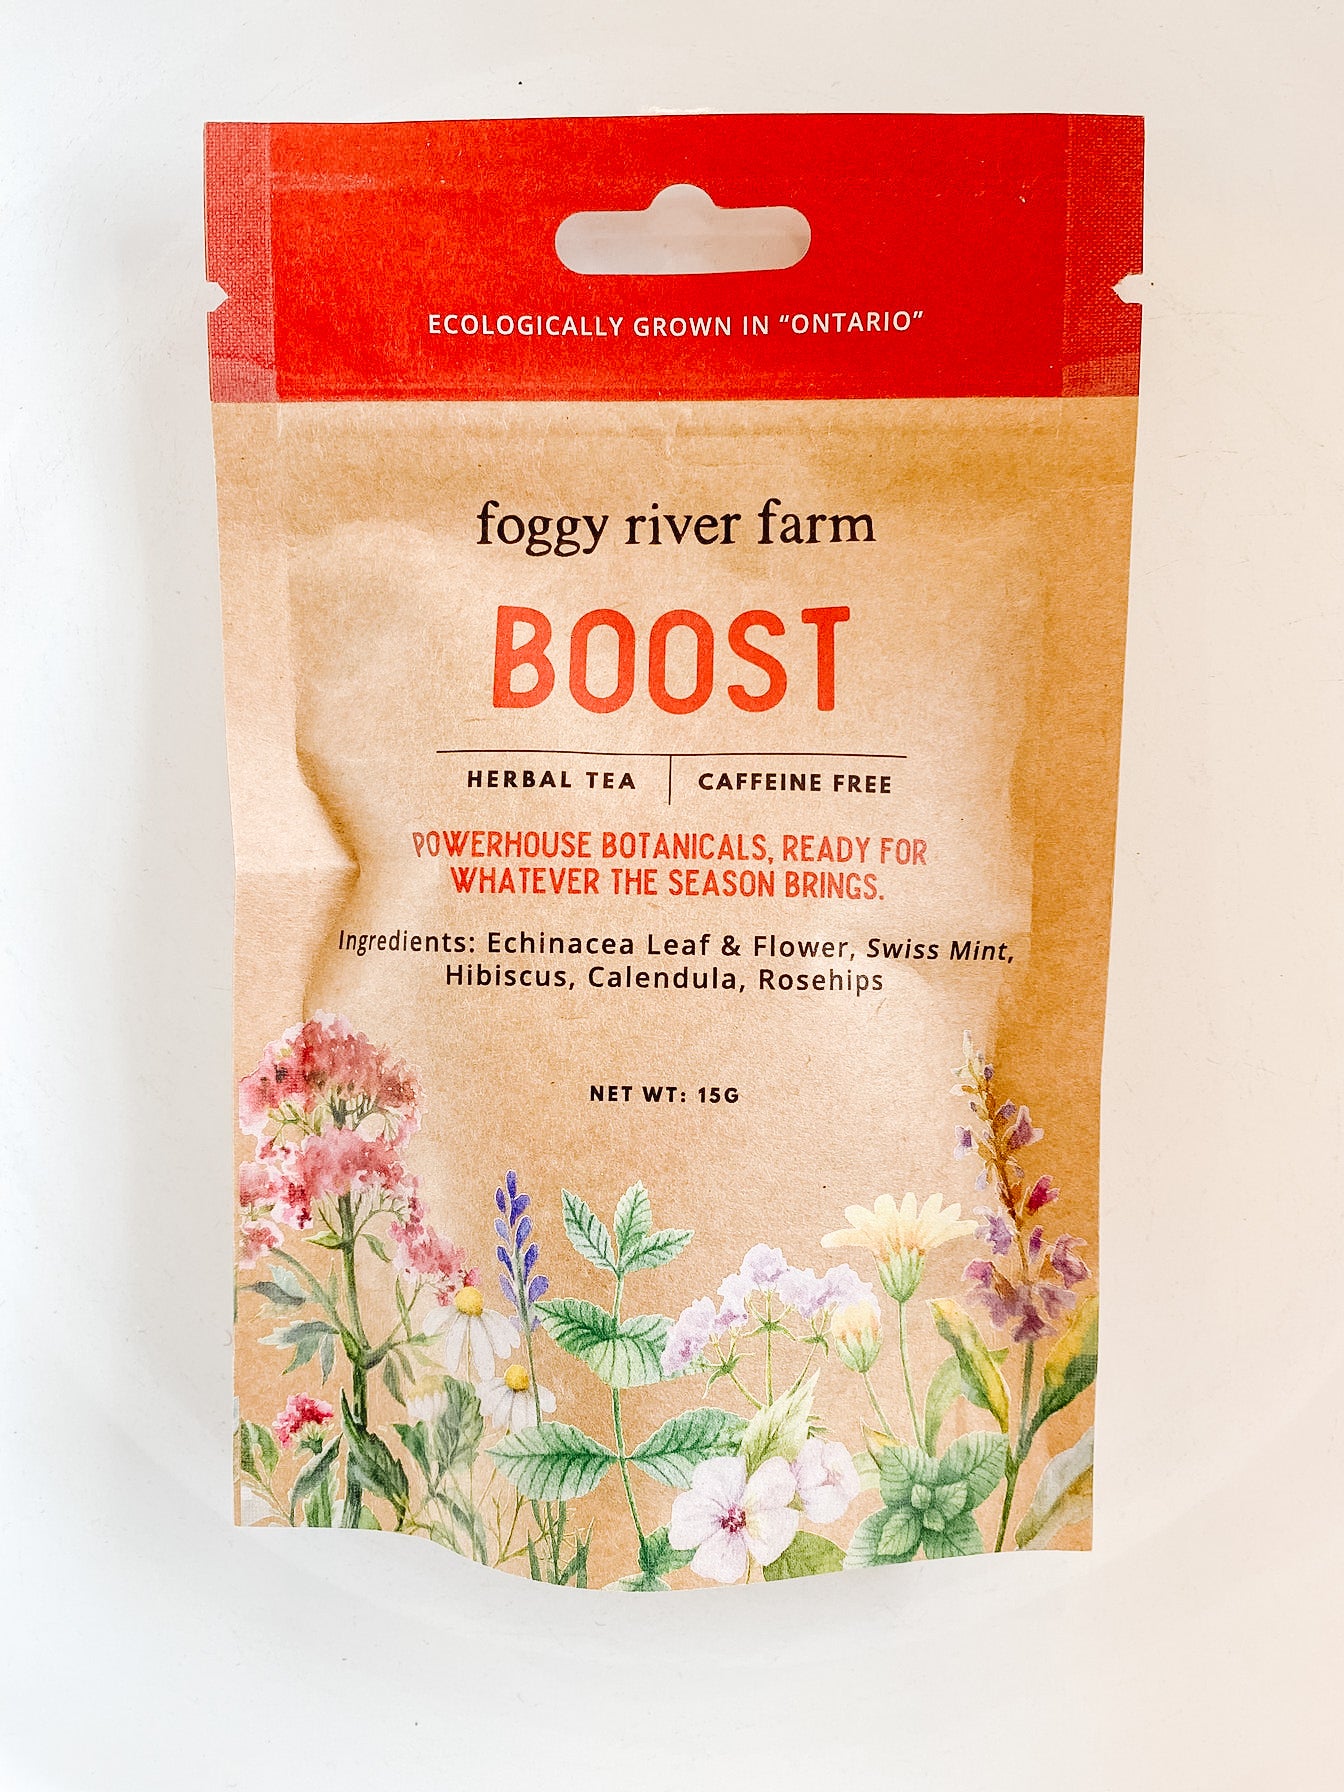 ECOLOGICALLY GROWN IN “ONTARIO”
foggy river farm
BOOST
HERBAL TEA | CAFFEINE FREE
POWERHOUSE BOTANICALS, READY FOR
WHATEVER THE SEASON BRINGS.
Ingredients: Echinacea Leaf & Flower, Swiss Mint,
Hibiscus, Calendula, Rosehips
NET WT: 15G